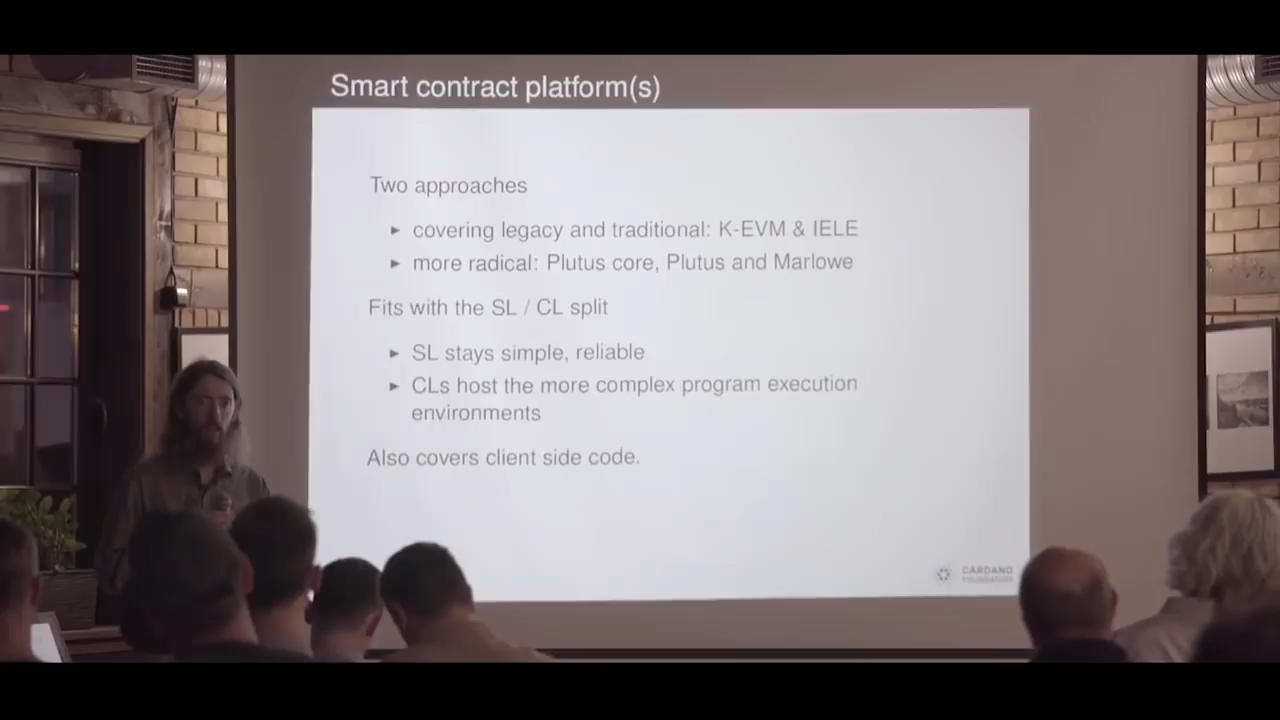 Smart contract platform(s)
Two approaches
► covering legacy and traditional: K-EVM & IELE
► more radical: Plutus core, Plutus and Marlowe
Fits with the SL / CL split
► SL stays simple, reliable
► CLs host the more complex program execution
environments
Also covers client side code.
CARDANO
FOUNDATION